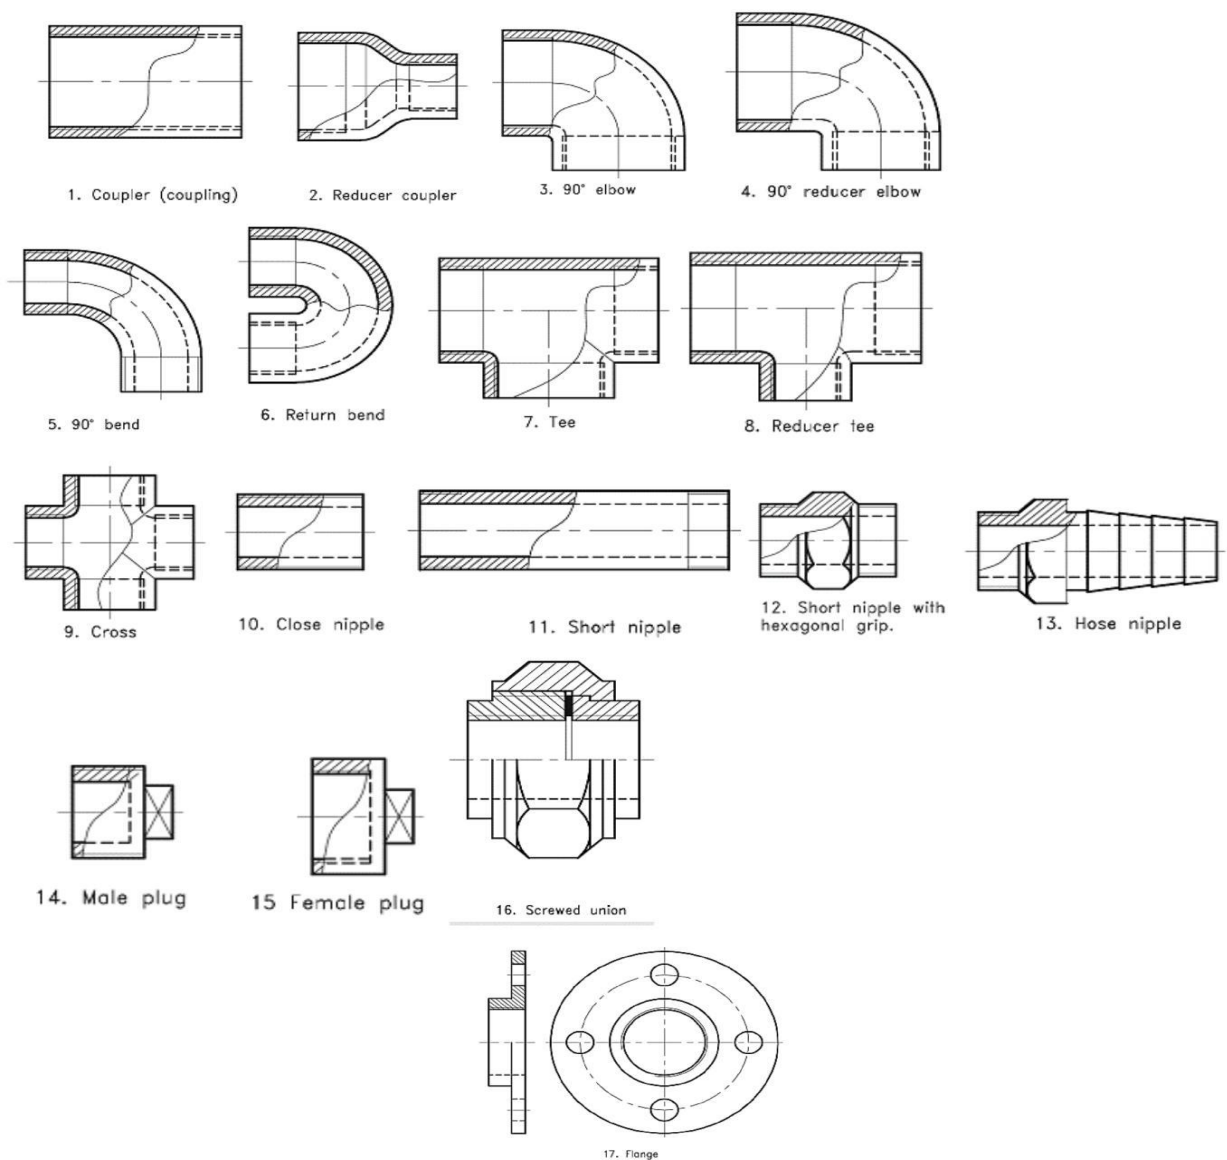 1. Coupler (coupling)
2. Reducer coupler
3. 90° elbow
4. 90° reducer elbow
5. 90° bend
6. Return bend
7. Tee
8. Reducer tee
9. Cross
10. Close nipple
11. Short nipple
12. Short nipple with
hexagonal grip.
13. Hose nipple
14. Male plug
15 Female plug
16. Screwed union
17. Flange